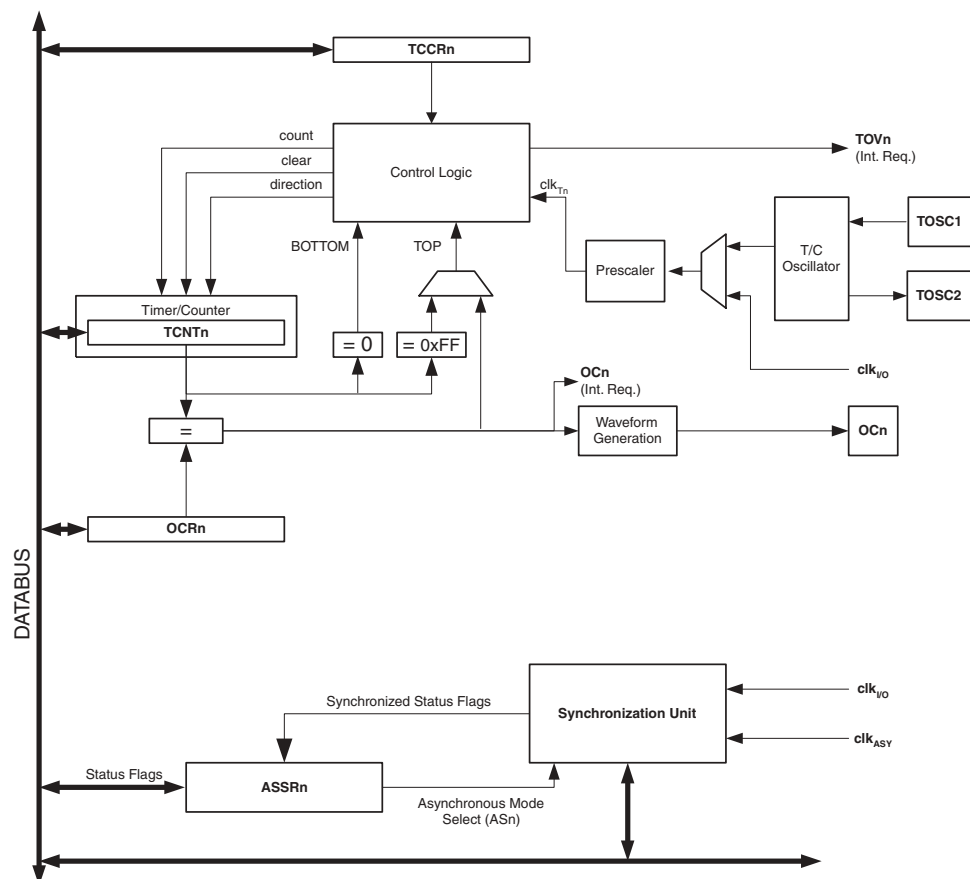 TCCRn
count
clear
direction
Control Logic
TOVn
(Int. Req.)
clkTn
BOTTOM
TOP
TOSC1
T/C
Oscillator
TOSC2
Prescaler
Timer/Counter
TCNTn
= 0
= 0xFF
clkI/O
OCn
(Int. Req.)
=
Waveform
Generation
OCn
OCRn
DATABUS
Synchronized Status Flags
Synchronization Unit
clkI/O
clkASY
Status Flags
ASSRn
Asynchronous Mode
Select (ASn)